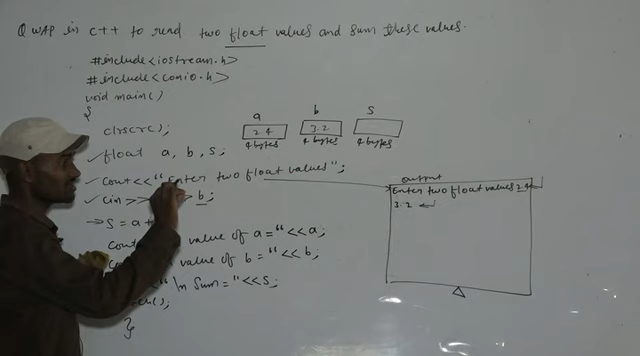 Q WAP in c++ to read two float values and sum these values.
#include<iostream.h>
#include<conio.h>
void main()
{
clrscr();
a b s
2.4 3.2
4 bytes 4 bytes 4 bytes
float a, b, s;
cout<<"Enter two float values";
cin>> > b;
s = a +
cout value of a="<<a;
value of b="<<b;
"\n Sum="<<s;
ch();
}
output
Enter two float values 2.4
3.2